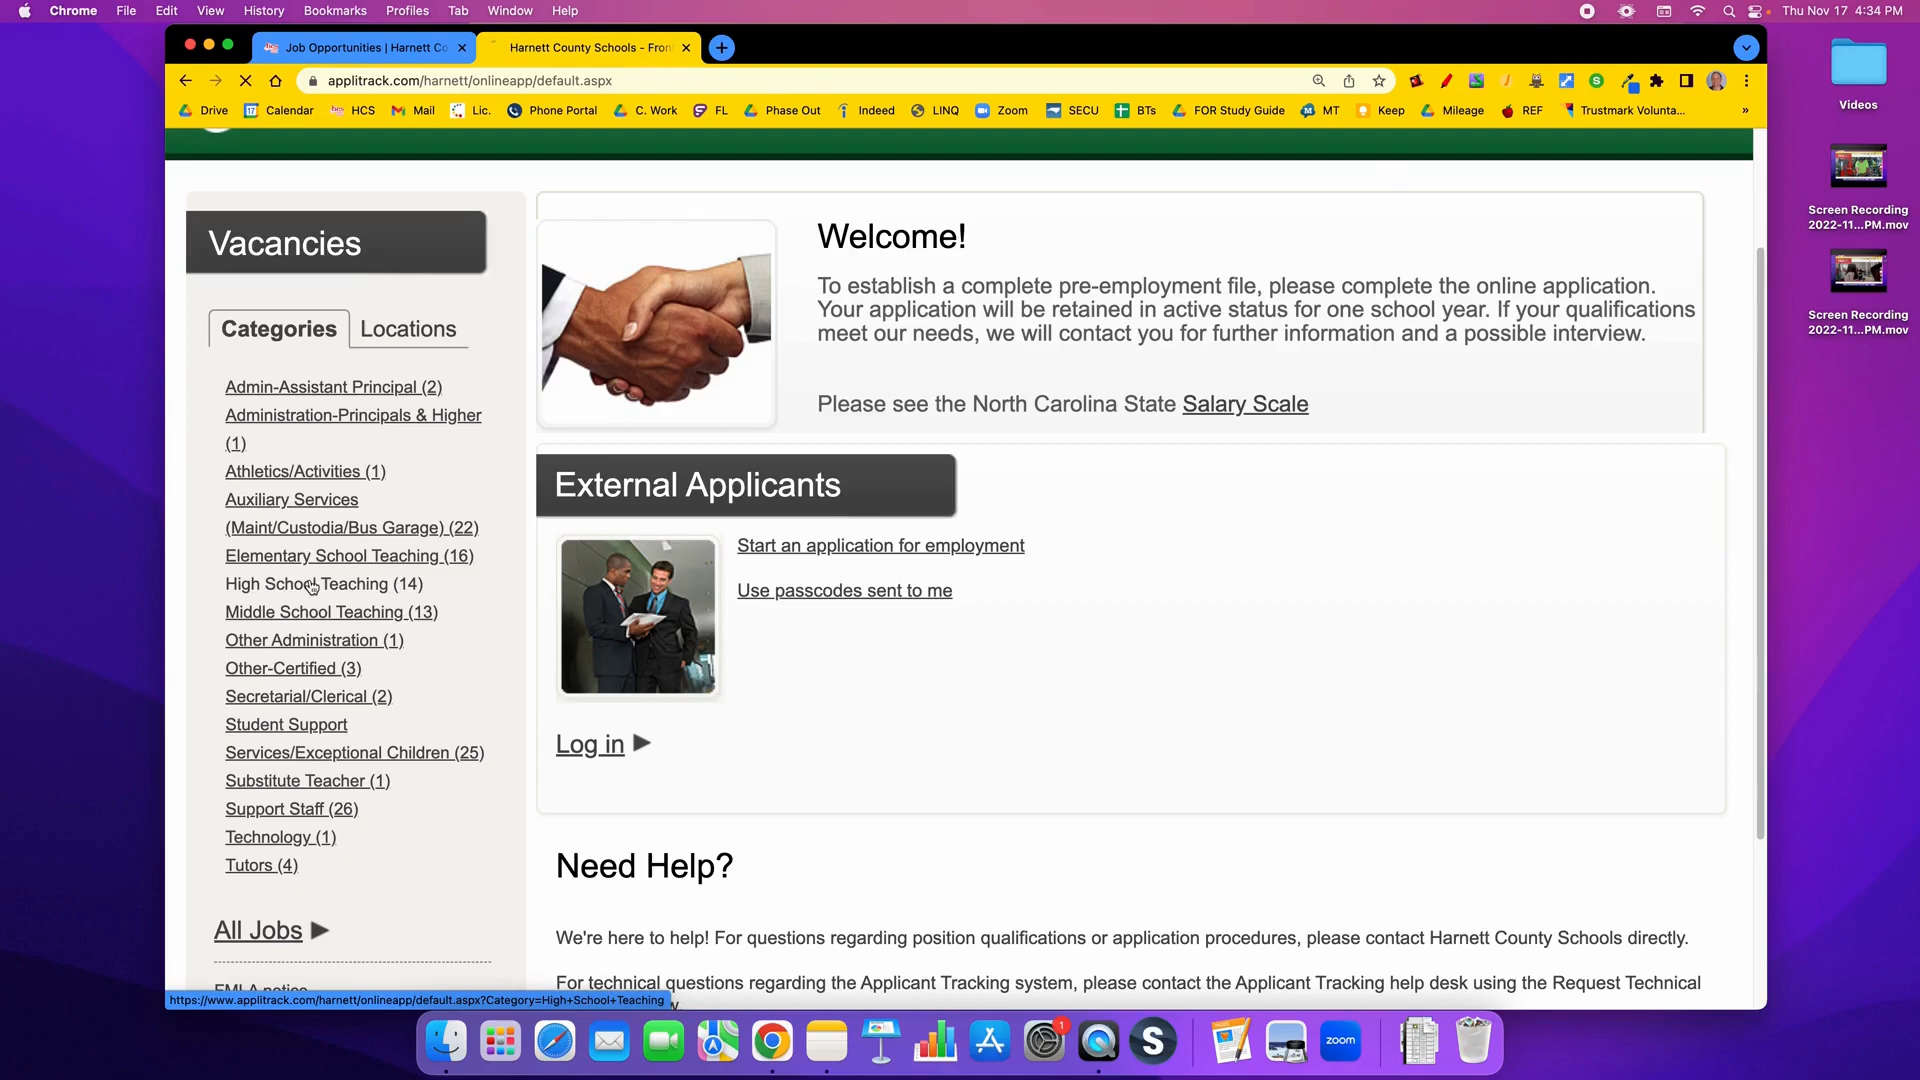 Chrome File Edit View History Bookmarks Profiles Tab Window Help Thu Nov 17 4:34 PM
Job Opportunities | Harnett Co Harnett County Schools - Fron
applitrack.com/harnett/onlineapp/default.aspx
Drive Calendar HCS Mail Lic. Phone Portal C. Work FL Phase Out Indeed LINQ Zoom SECU BTs FOR Study Guide MT Keep Mileage REF Trustmark Volunta... »
Videos
Screen Recording
2022-11...PM.mov
Screen Recording
2022-11...PM.mov
Vacancies
Categories Locations
Admin-Assistant Principal (2)
Administration-Principals & Higher
(1)
Athletics/Activities (1)
Auxiliary Services
(Maint/Custodia/Bus Garage) (22)
Elementary School Teaching (16)
High School Teaching (14)
Middle School Teaching (13)
Other Administration (1)
Other-Certified (3)
Secretarial/Clerical (2)
Student Support
Services/Exceptional Children (25)
Substitute Teacher (1)
Support Staff (26)
Technology (1)
Tutors (4)
All Jobs
FMLA notice
Welcome!
To establish a complete pre-employment file, please complete the online application.
Your application will be retained in active status for one school year. If your qualifications
meet our needs, we will contact you for further information and a possible interview.
Please see the North Carolina State Salary Scale
External Applicants
Start an application for employment
Use passcodes sent to me
Log in
Need Help?
We're here to help! For questions regarding position qualifications or application procedures, please contact Harnett County Schools directly.
For technical questions regarding the Applicant Tracking system, please contact the Applicant Tracking help desk using the Request Technical
https://www.applitrack.com/harnett/onlineapp/default.aspx?Category=High+School+Teaching
1
S
zoom